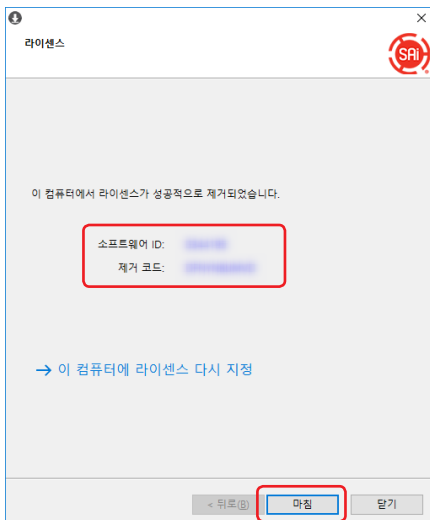 라이센스
SAi
이 컴퓨터에서 라이센스가 성공적으로 제거되었습니다.
소프트웨어 ID:
제거 코드:
→ 이 컴퓨터에 라이센스 다시 지정
< 뒤로(B)
마침
닫기